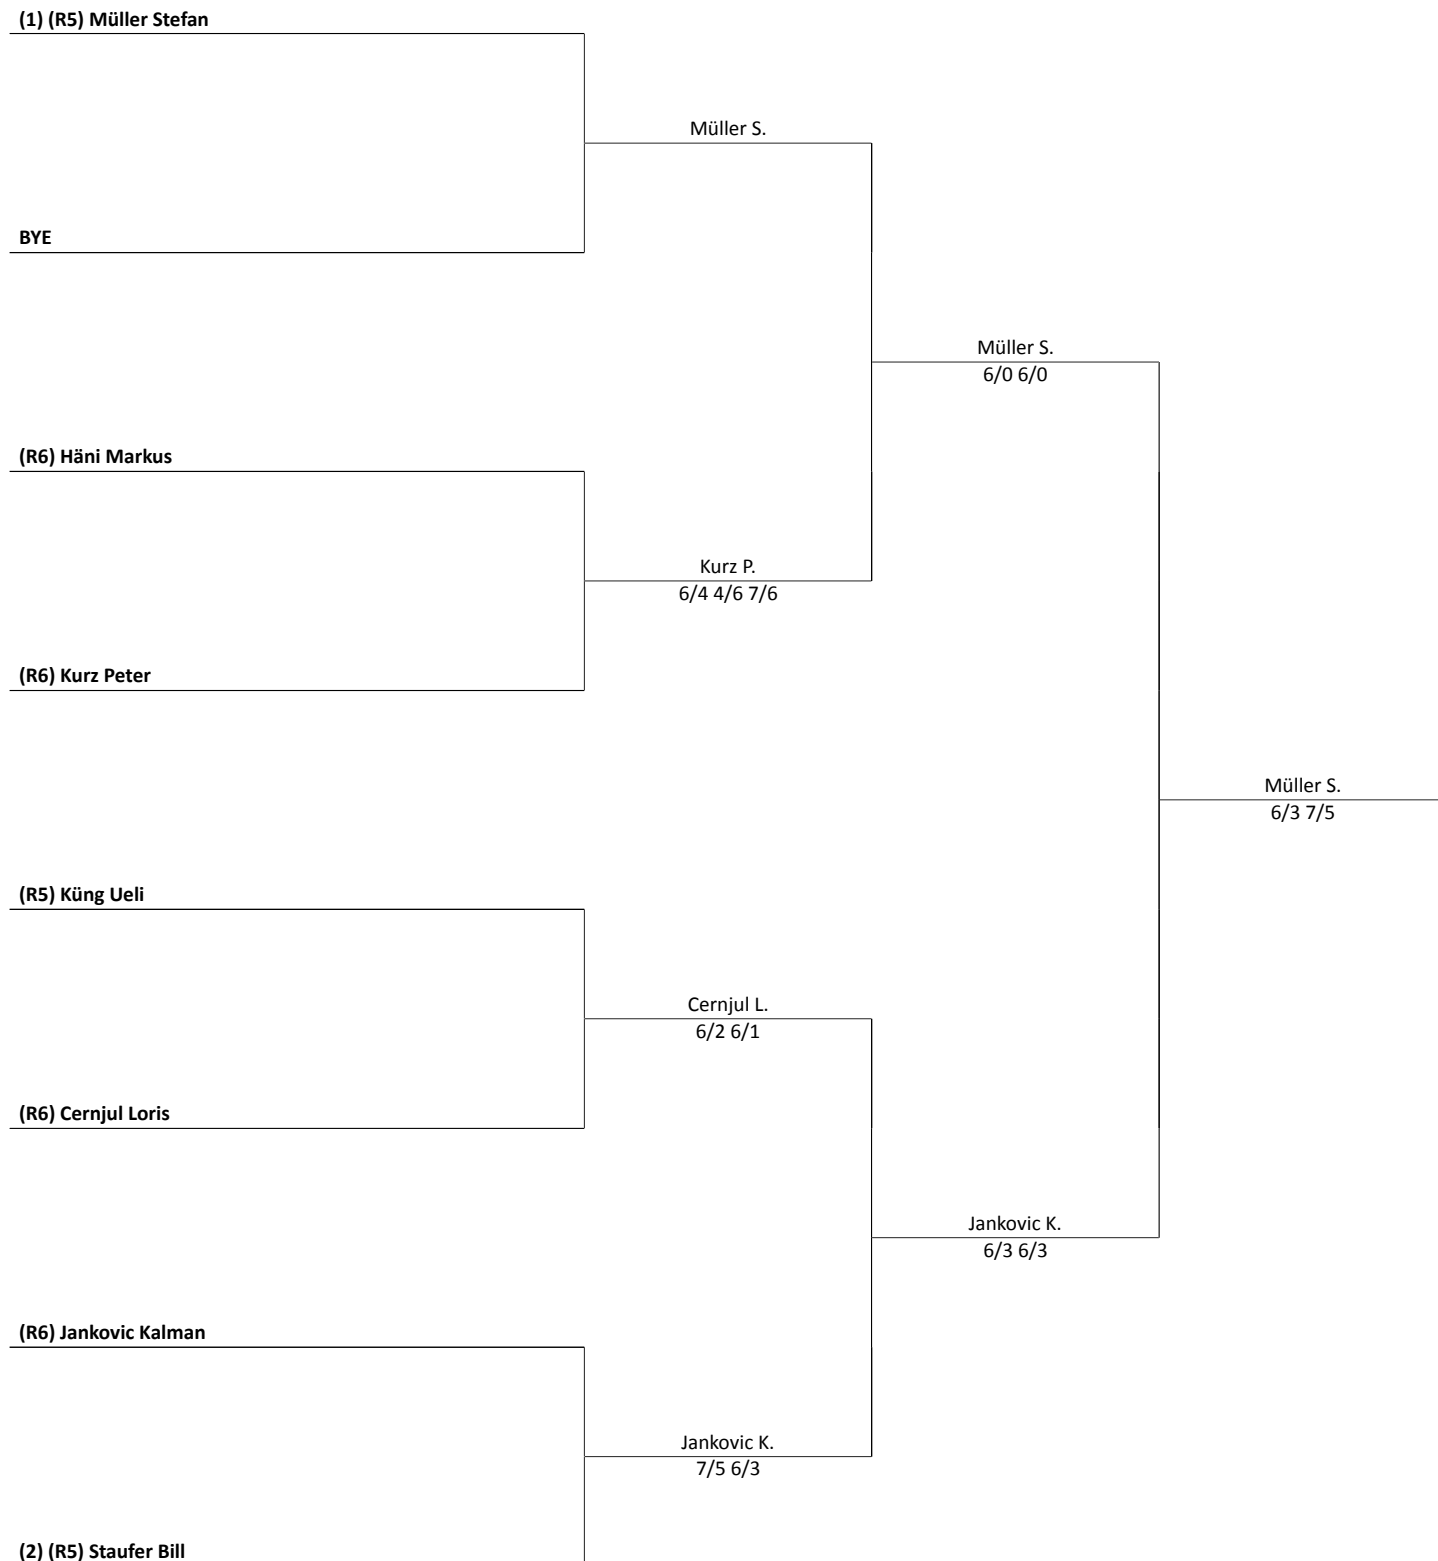 (1) (R5) Müller Stefan
Müller S.
BYE
Müller S.
6/0 6/0
(R6) Häni Markus
Kurz P.
6/4 4/6 7/6
(R6) Kurz Peter
Müller S.
6/3 7/5
(R5) Küng Ueli
Cernjul L.
6/2 6/1
(R6) Cernjul Loris
Jankovic K.
6/3 6/3
(R6) Jankovic Kalman
Jankovic K.
7/5 6/3
(2) (R5) Staufer Bill